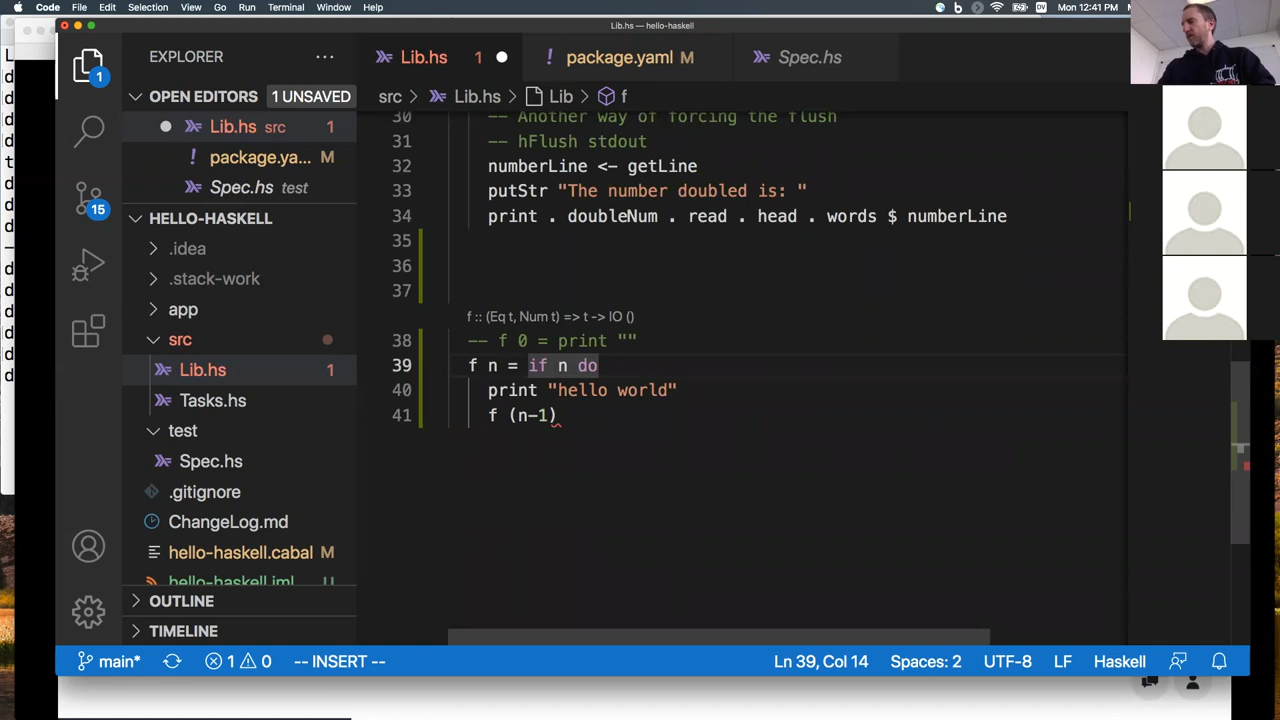 Code File Edit Selection View Go Run Terminal Window Help Mon 12:41 PM
Lib.hs — hello-haskell
EXPLORER
Lib.hs 1
package.yaml M
Spec.hs
OPEN EDITORS 1 UNSAVED
src > Lib.hs > Lib > f
Lib.hs src 1
package.ya... M
Spec.hs test
HELLO-HASKELL
.idea
.stack-work
app
src
Lib.hs 1
Tasks.hs
test
Spec.hs
.gitignore
ChangeLog.md
hello-haskell.cabal M
hello-haskell.iml U
OUTLINE
TIMELINE
1
15
30 -- Another way of forcing the flush
31 -- hFlush stdout
32 numberLine <- getLine
33 putStr "The number doubled is: "
34 print . doubleNum . read . head . words $ numberLine
35
36
37
f :: (Eq t, Num t) => t -> IO ()
38 -- f 0 = print ""
39 f n = if n do
40 print "hello world"
41 f (n-1)
main* 1 0 -- INSERT -- Ln 39, Col 14 Spaces: 2 UTF-8 LF Haskell